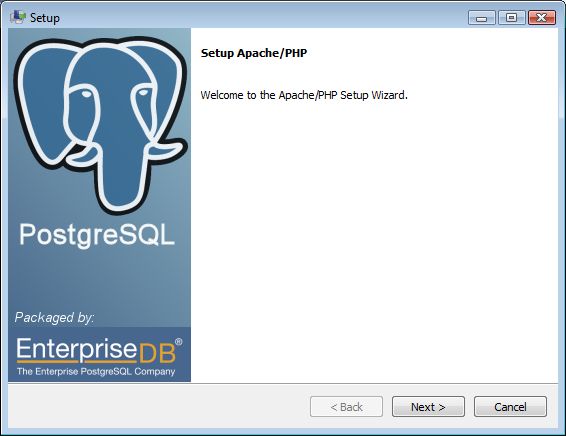 Setup
Setup Apache/PHP
Welcome to the Apache/PHP Setup Wizard.
PostgreSQL
Packaged by:
EnterpriseDB®
The Enterprise PostgreSQL Company
< Back
Next >
Cancel